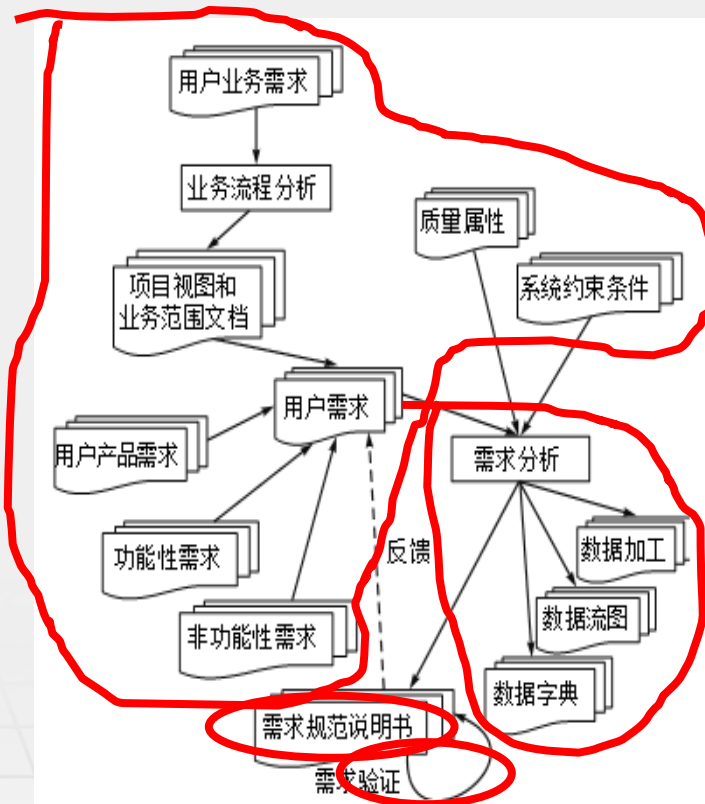 用户业务需求
业务流程分析
质量属性
项目视图和
业务范围文档
系统约束条件
用户需求
用户产品需求
需求分析
功能性需求
反馈
数据加工
非功能性需求
数据流图
数据字典
需求规范说明书
需求验证